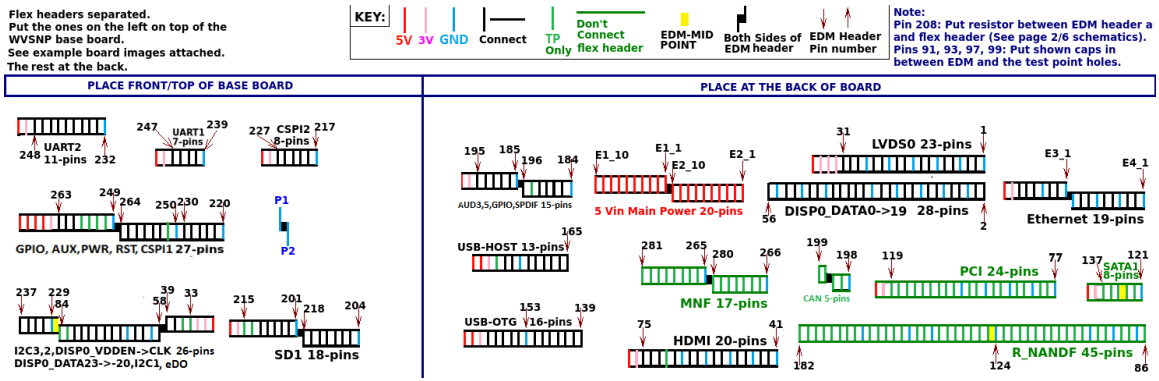 Flex headers separated.
Put the ones on the left on top of the
WVSNP base board.
See example board images attached.
The rest at the back.
KEY:
5V 3V GND Connect
TP Only
Don't Connect flex header
EDM-MID POINT
Both Sides of EDM header
EDM Header Pin number
Note:
Pin 208: Put resistor between EDM header a
and flex header (See page 2/6 schematics).
Pins 91, 93, 97, 99: Put shown caps in
between EDM and the test point holes.
PLACE FRONT/TOP OF BASE BOARD
PLACE AT THE BACK OF BOARD
UART2
11-pins
248
232
247
UART1
7-pins
239
227
CSPI2
8-pins
217
263
249
264
250
230
220
GPIO, AUX,PWR, RST, CSPI1 27-pins
P1
P2
237
229
84
58
39
33
I2C3,2,DISP0_VDDEN->CLK 26-pins
DISP0_DATA23->-20,I2C1, eDO
215
201
218
204
SD1 18-pins
195
185
196
184
AUD3,5,GPIO,SPDIF 15-pins
E1_10
E1_1
E2_10
E2_1
5 Vin Main Power 20-pins
31
1
LVDS0 23-pins
56
DISP0_DATA0->19 28-pins
2
E3_1
E4_1
Ethernet 19-pins
USB-HOST 13-pins
165
281
265
280
266
MNF 17-pins
199
198
CAN 5-pins
119
77
PCI 24-pins
137
SATA1
8-pins
121
USB-OTG 16-pins
153
139
75
41
HDMI 20-pins
182
124
R_NANDF 45-pins
86